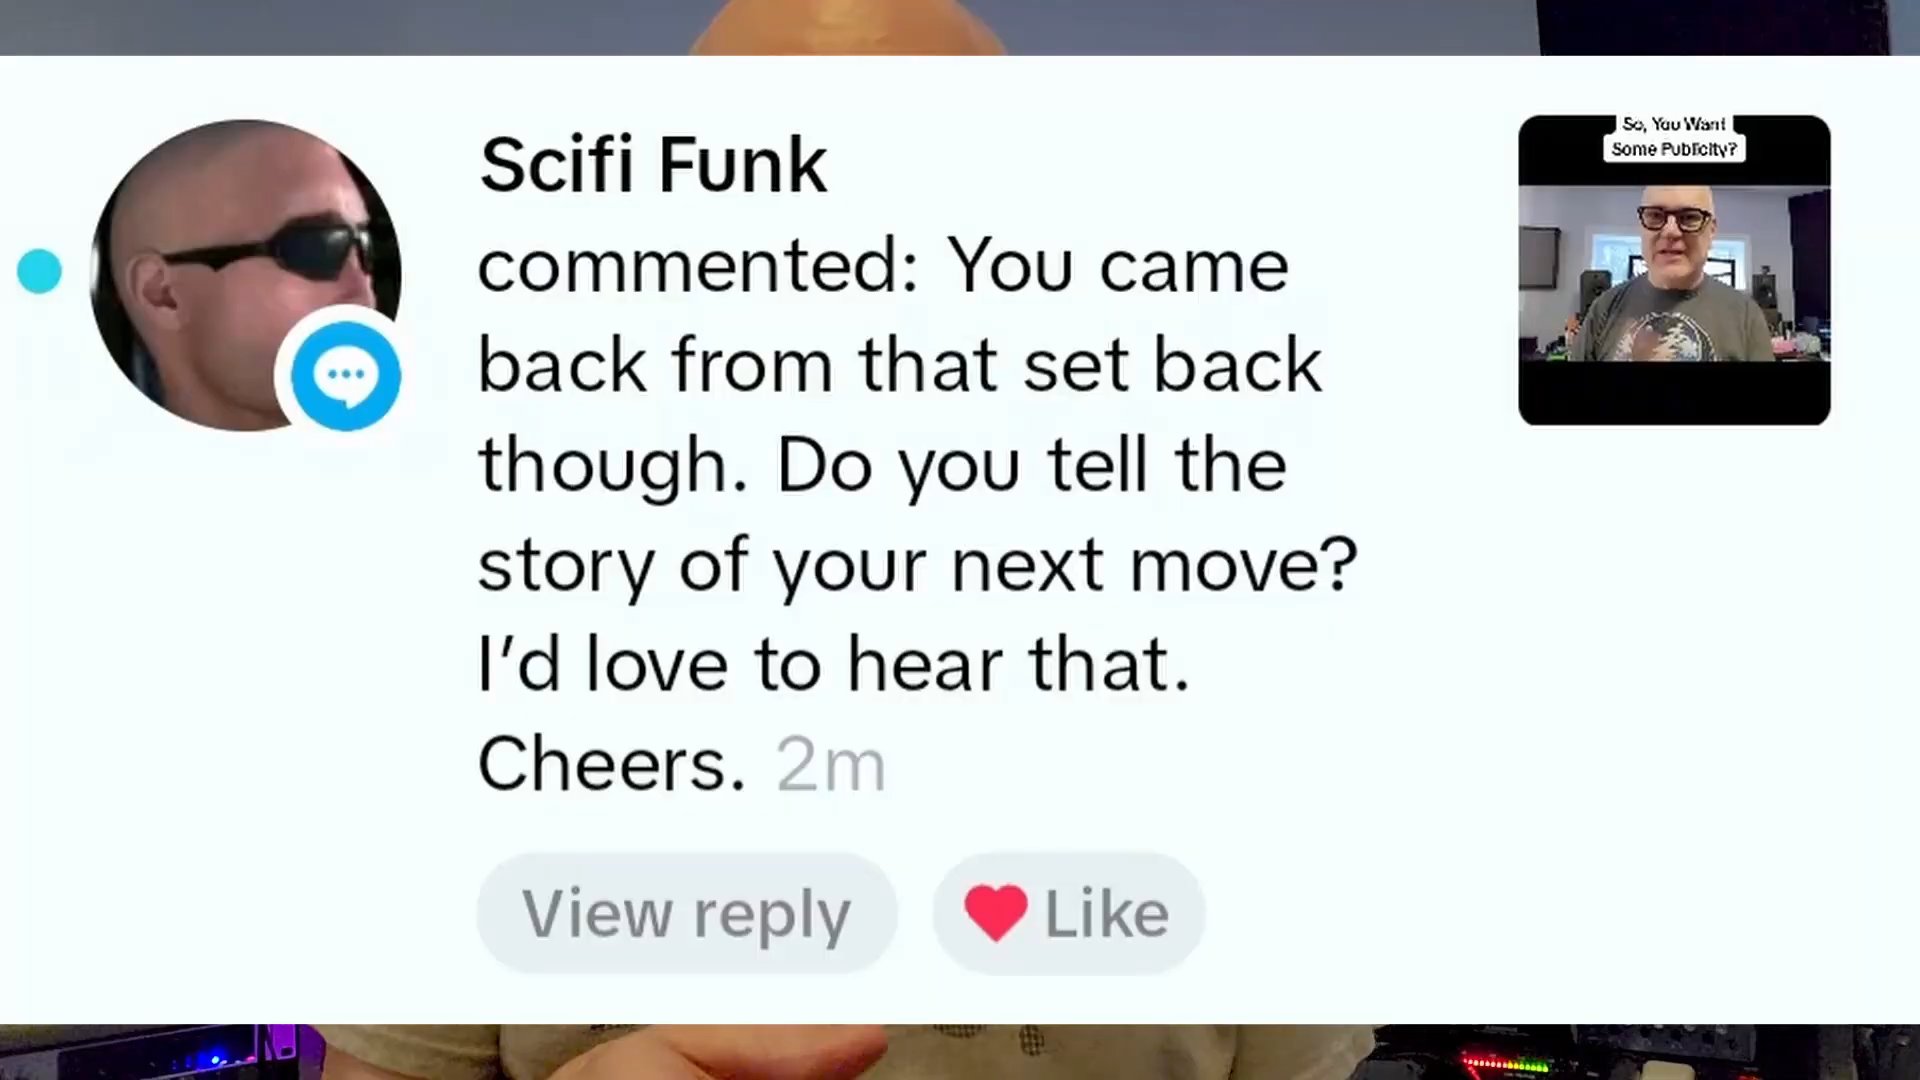 So, You Want
Some Publicity?
Scifi Funk
commented: You came
back from that set back
though. Do you tell the
story of your next move?
I’d love to hear that.
Cheers. 2m
View reply
Like